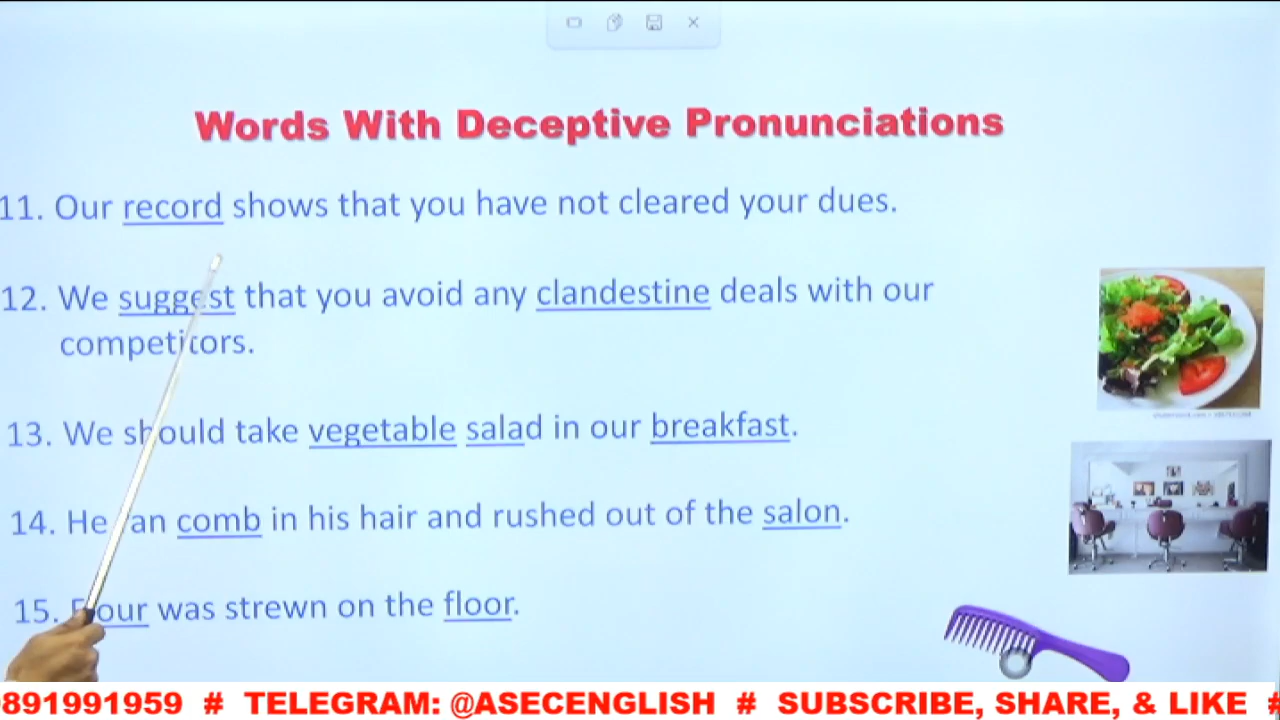 Words With Deceptive Pronunciations
11. Our record shows that you have not cleared your dues.
12. We suggest that you avoid any clandestine deals with our
competitors.
13. We should take vegetable salad in our breakfast.
14. He ran comb in his hair and rushed out of the salon.
15. Flour was strewn on the floor.
9891991959 # TELEGRAM: @ASECENGLISH # SUBSCRIBE, SHARE, & LIKE #